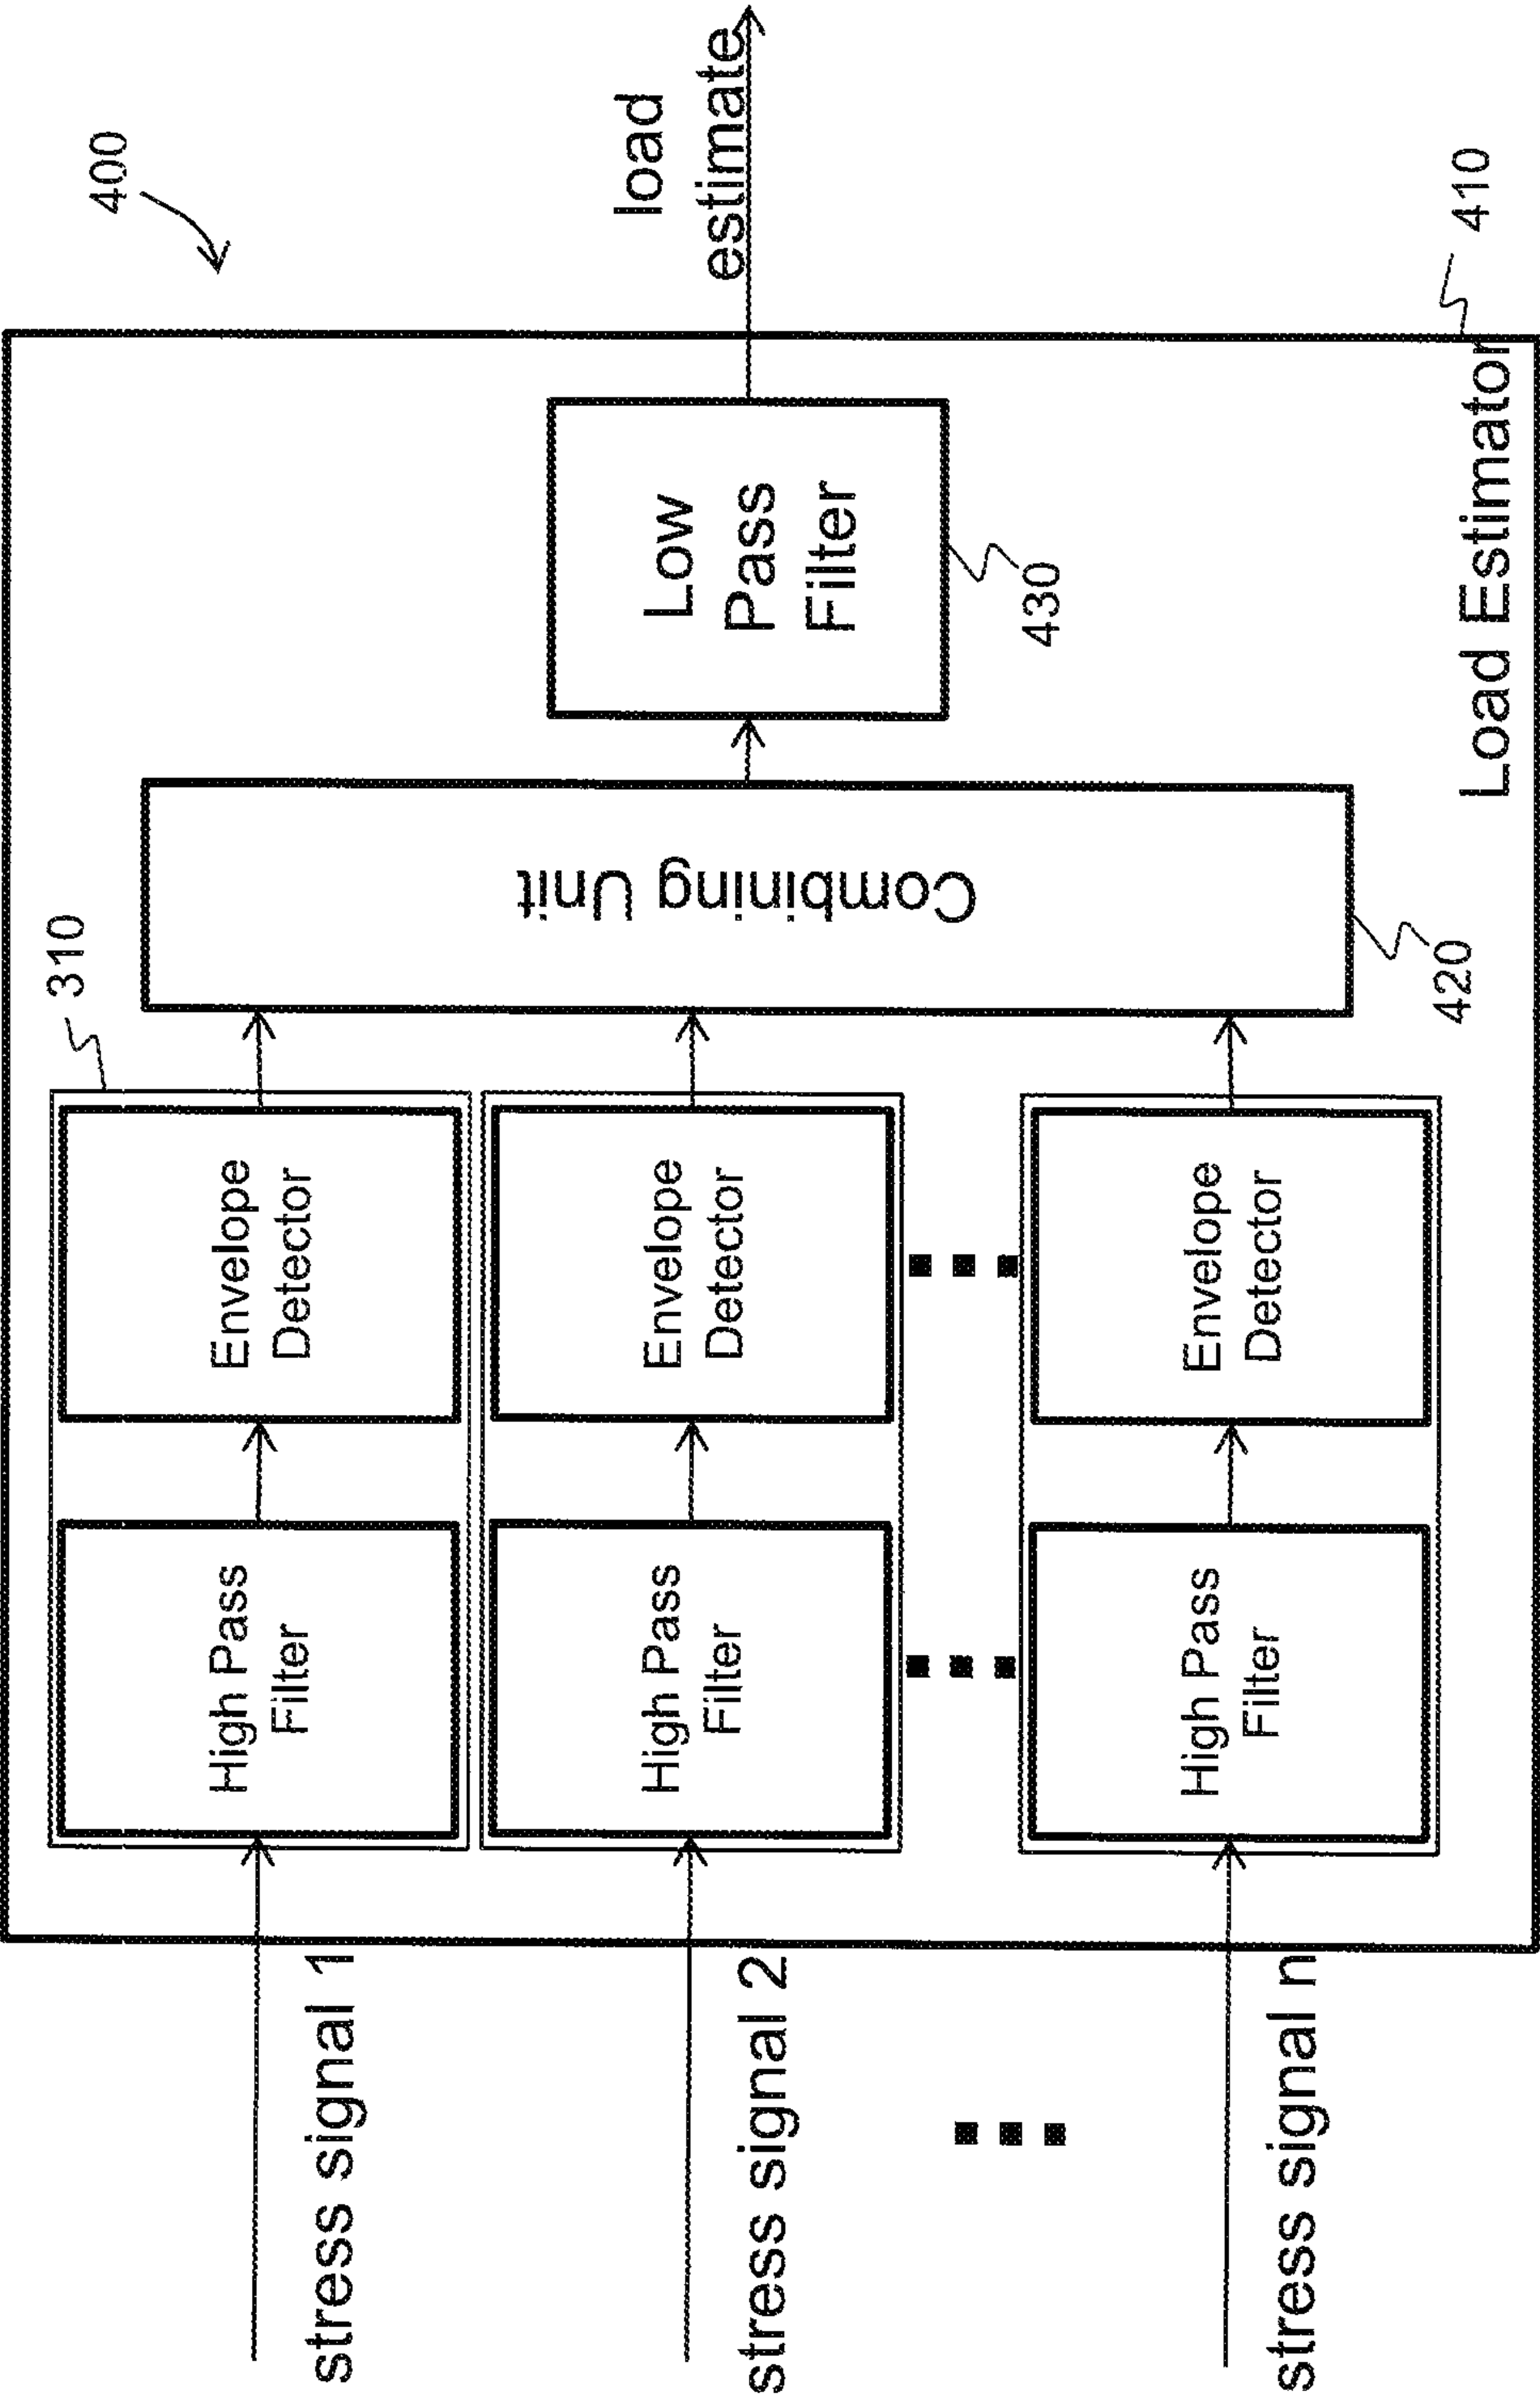 400
310
stress signal 1
High Pass
Filter
Envelope
Detector
stress signal 2
High Pass
Filter
Envelope
Detector
stress signal n
High Pass
Filter
Envelope
Detector
Combining Unit
420
Low
Pass
Filter
430
load
estimate
Load Estimator
410